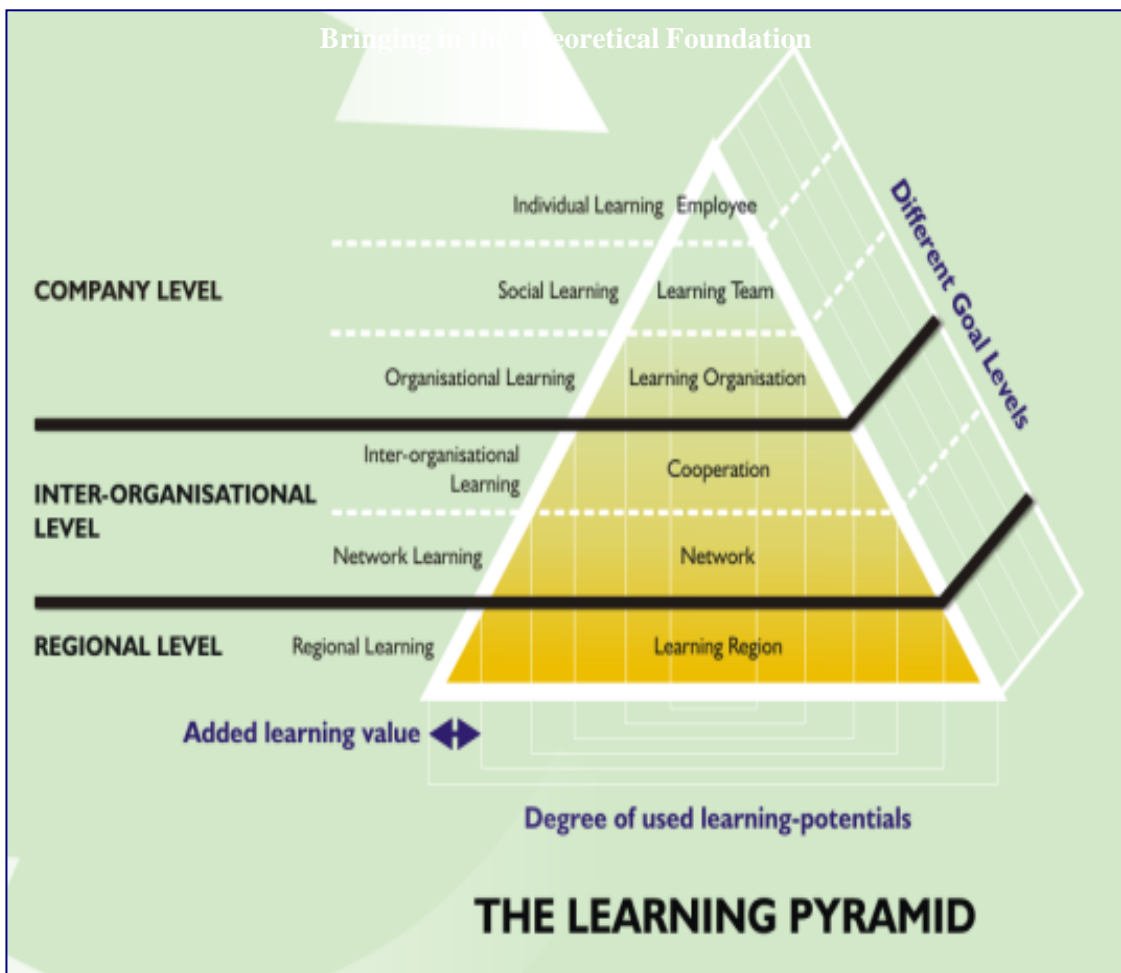 Bringing in the Theoretical Foundation
Individual Learning Employee
COMPANY LEVEL
Social Learning Learning Team
Organisational Learning Learning Organisation
Different Goal Levels
INTER-ORGANISATIONAL
LEVEL
Inter-organisational
Learning
Cooperation
Network Learning Network
REGIONAL LEVEL
Regional Learning Learning Region
Added learning value
Degree of used learning-potentials
THE LEARNING PYRAMID